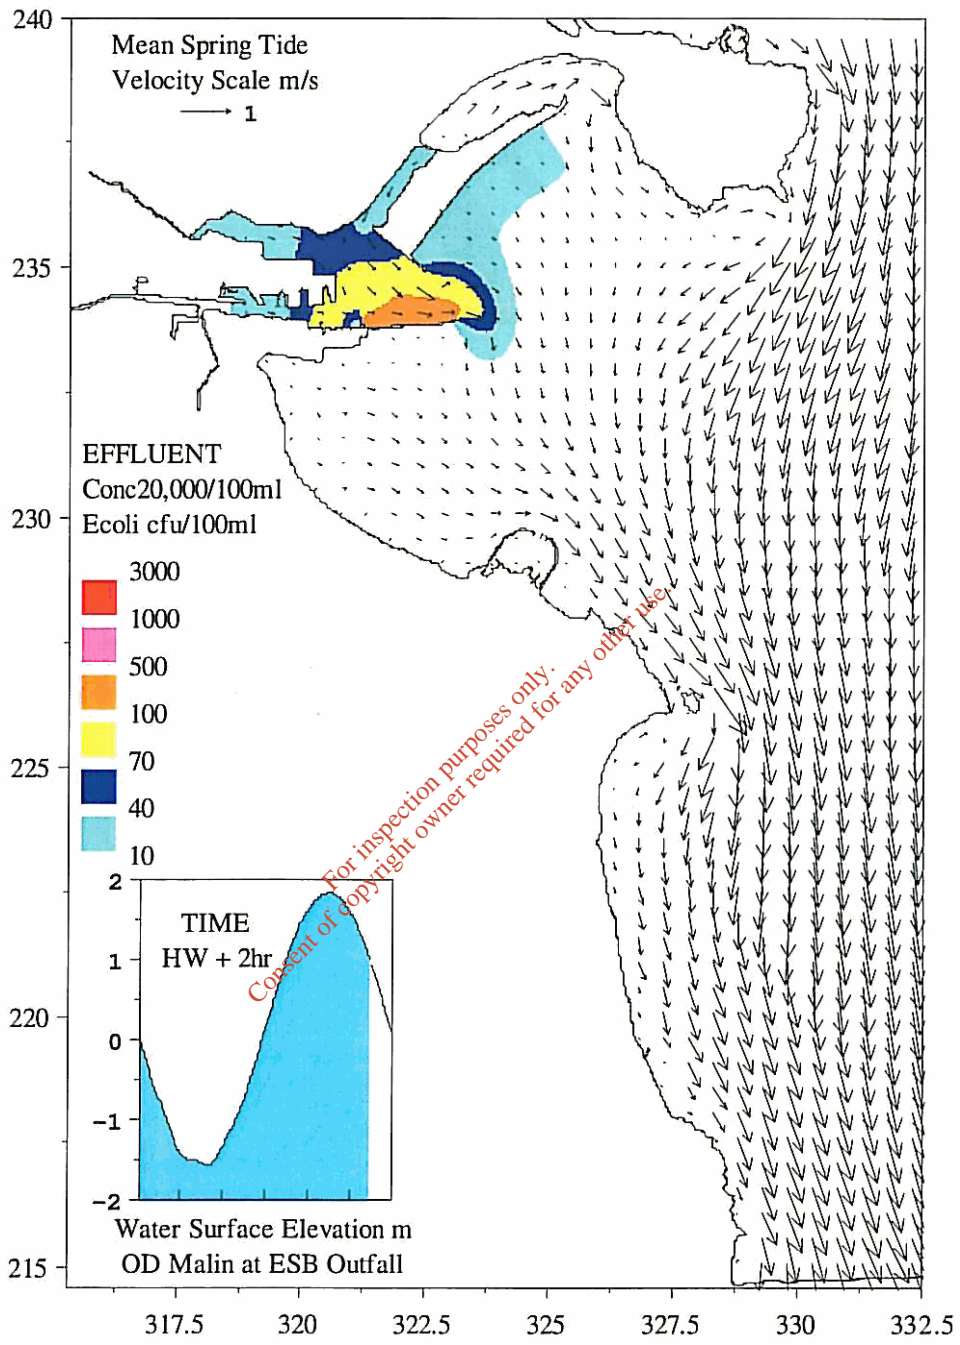 240
Mean Spring Tide
Velocity Scale m/s
1
235
EFFLUENT
Conc20,000/100ml
Ecoli cfu/100ml
230
3000
1000
500
100
70
40
10
225
220
215
2
1
0
-1
-2
TIME
HW + 2hr
Water Surface Elevation m
OD Malin at ESB Outfall
317.5 320 322.5 325 327.5 330 332.5
For inspection purposes only.
Consent of copyright owner required for any other use.